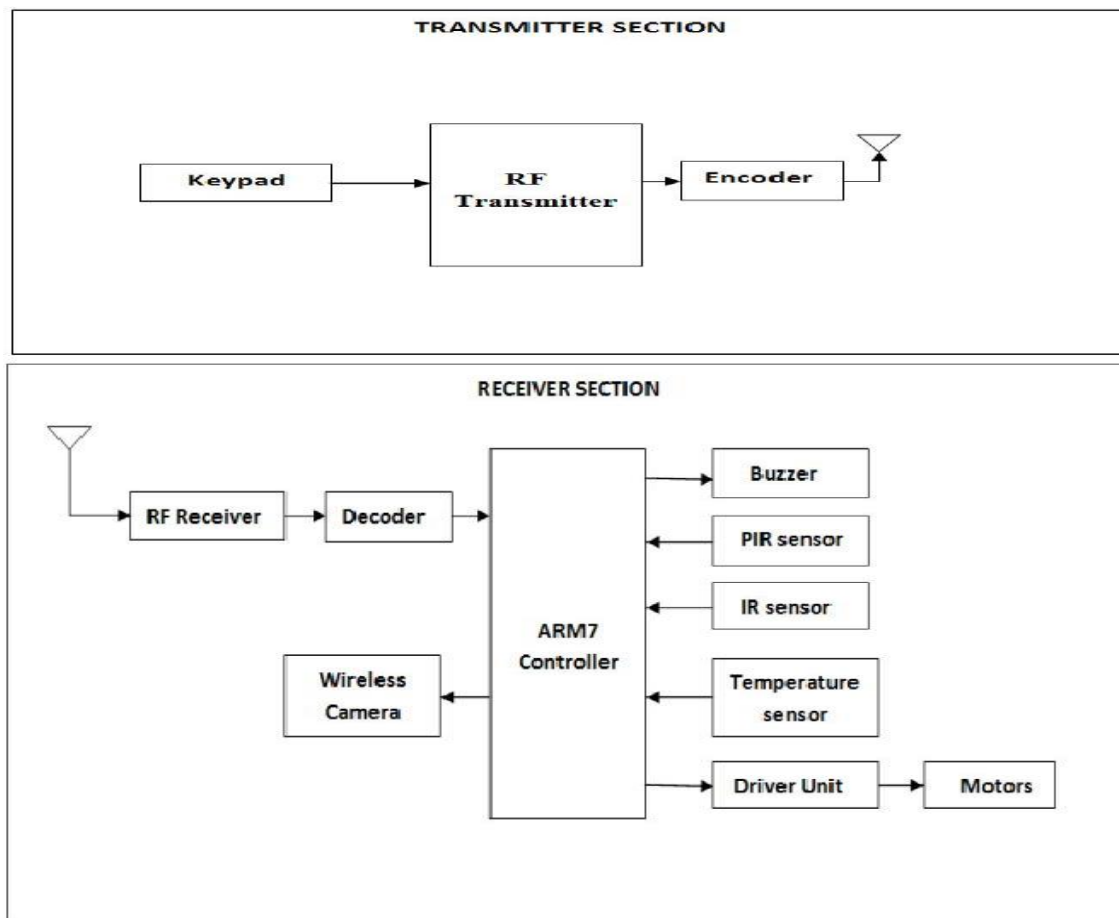 TRANSMITTER SECTION
Keypad
RF
Transmitter
Encoder
RECEIVER SECTION
RF Receiver
Decoder
ARM7
Controller
Wireless
Camera
Buzzer
PIR sensor
IR sensor
Temperature
sensor
Driver Unit
Motors